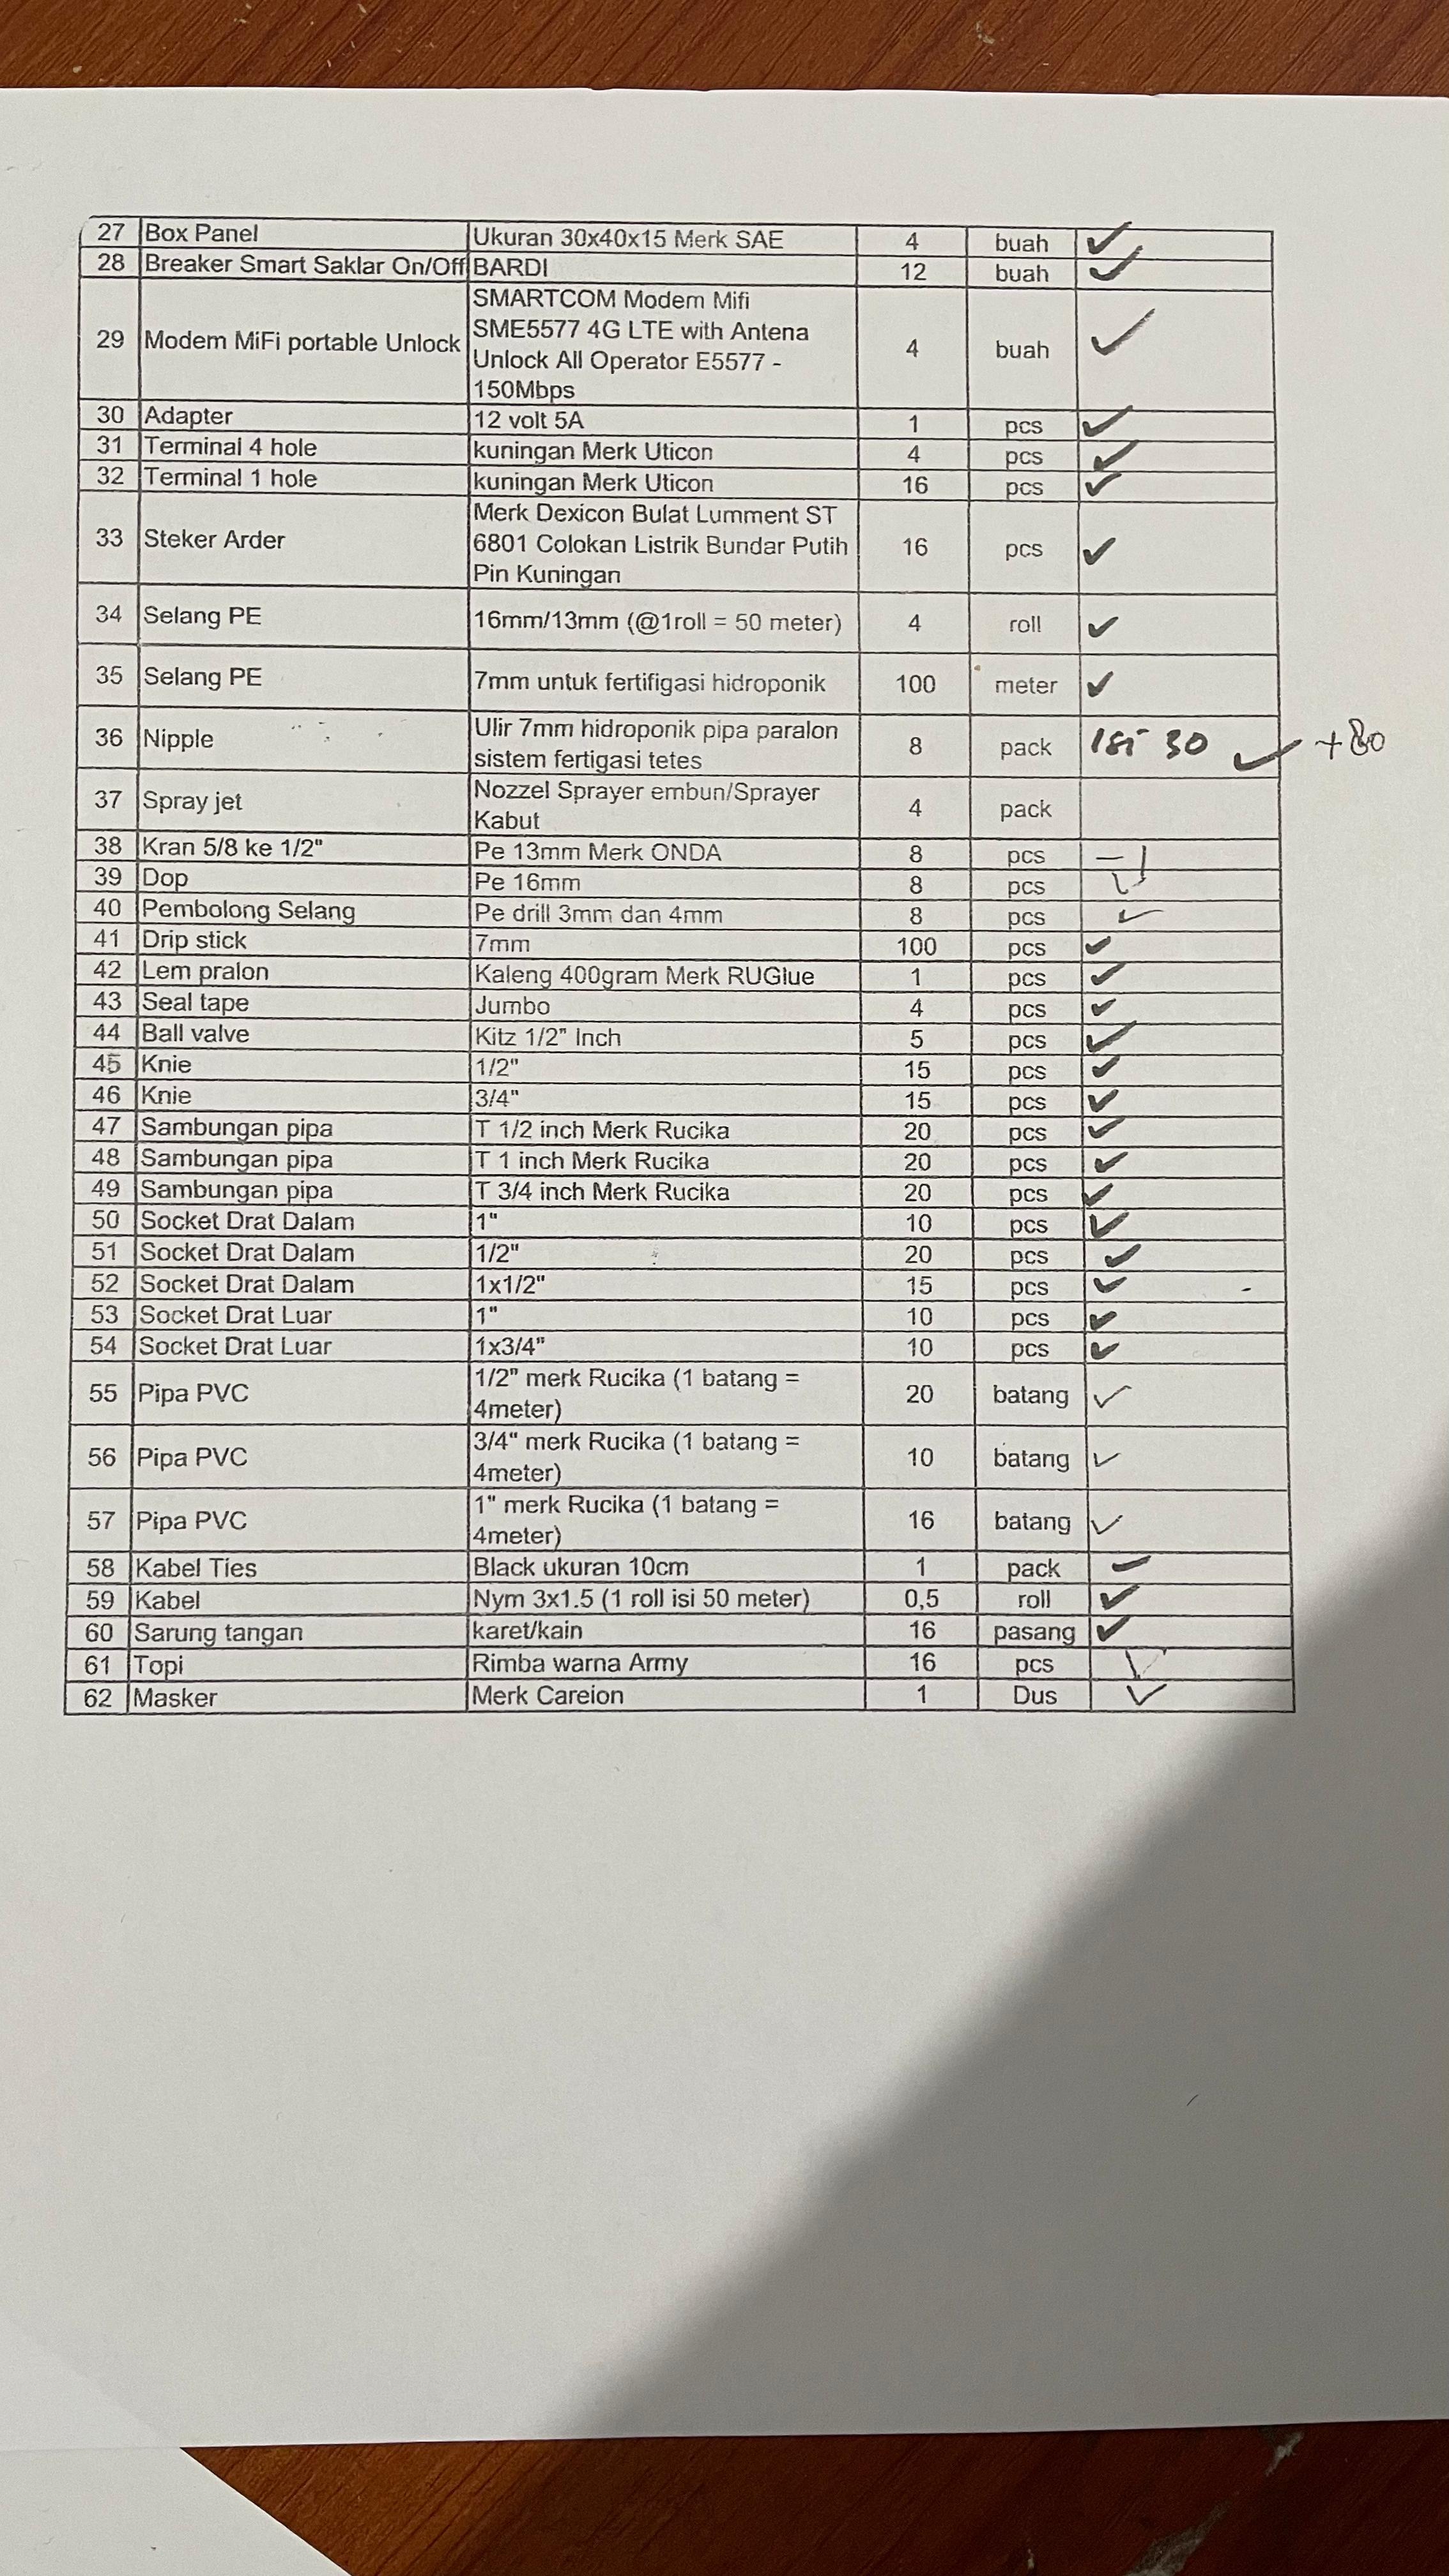 27 Box Panel Ukuran 30x40x15 Merk SAE 4 buah ✓
28 Breaker Smart Saklar On/Off BARDI 12 buah ✓
29 Modem MiFi portable Unlock SMARTCOM Modem Mifi
SME5577 4G LTE with Antena
Unlock All Operator E5577 -
150Mbps 4 buah ✓
30 Adapter 12 volt 5A 1 pcs ✓
31 Terminal 4 hole kuningan Merk Uticon 4 pcs ✓
32 Terminal 1 hole kuningan Merk Uticon 16 pcs ✓
33 Steker Arder Merk Dexicon Bulat Lumment ST
6801 Colokan Listrik Bundar Putih
Pin Kuningan 16 pcs ✓
34 Selang PE 16mm/13mm (@1roll = 50 meter) 4 roll ✓
35 Selang PE 7mm untuk fertifigasi hidroponik 100 meter ✓
36 Nipple Ulir 7mm hidroponik pipa paralon
sistem fertigasi tetes 8 pack Isi 30 ✓ +80
37 Spray jet Nozzel Sprayer embun/Sprayer
Kabut 4 pack
38 Kran 5/8 ke 1/2" Pe 13mm Merk ONDA 8 pcs —
39 Dop Pe 16mm 8 pcs ✓
40 Pembolong Selang Pe drill 3mm dan 4mm 8 pcs ✓
41 Drip stick 7mm 100 pcs ✓
42 Lem pralon Kaleng 400gram Merk RUGlue 1 pcs ✓
43 Seal tape Jumbo 4 pcs ✓
44 Ball valve Kitz 1/2" Inch 5 pcs ✓
45 Knie 1/2" 15 pcs ✓
46 Knie 3/4" 15 pcs ✓
47 Sambungan pipa T 1/2 inch Merk Rucika 20 pcs ✓
48 Sambungan pipa T 1 inch Merk Rucika 20 pcs ✓
49 Sambungan pipa T 3/4 inch Merk Rucika 20 pcs ✓
50 Socket Drat Dalam 1" 10 pcs ✓
51 Socket Drat Dalam 1/2" 20 pcs ✓
52 Socket Drat Dalam 1x1/2" 15 pcs ✓
53 Socket Drat Luar 1" 10 pcs ✓
54 Socket Drat Luar 1x3/4" 10 pcs ✓
55 Pipa PVC 1/2" merk Rucika (1 batang =
4meter) 20 batang ✓
56 Pipa PVC 3/4" merk Rucika (1 batang =
4meter) 10 batang ✓
57 Pipa PVC 1" merk Rucika (1 batang =
4meter) 16 batang ✓
58 Kabel Ties Black ukuran 10cm 1 pack —
59 Kabel Nym 3x1.5 (1 roll isi 50 meter) 0,5 roll ✓
60 Sarung tangan karet/kain 16 pasang ✓
61 Topi Rimba warna Army 16 pcs ✓
62 Masker Merk Careion 1 Dus ✓